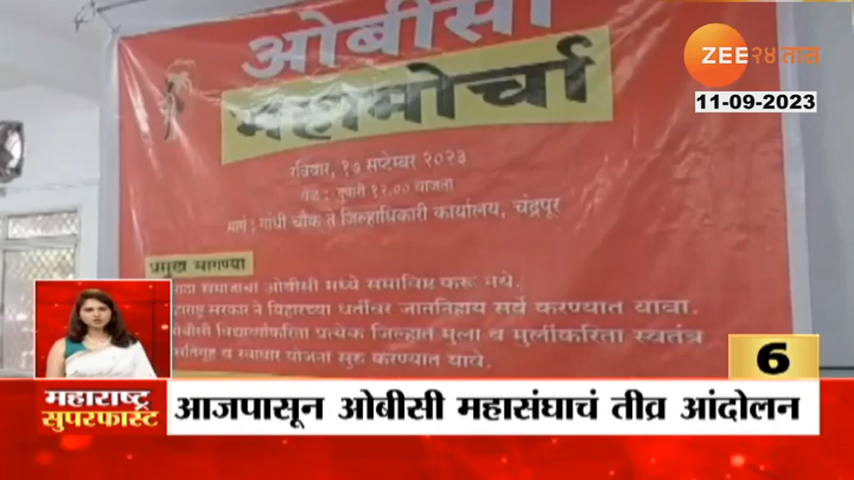 ओबीसी
महामोर्चा
रविवार, १७ सप्टेंबर २०२३
वेळ : दुपारी १२.०० वाजता
मार्ग : गांधी चौक ते जिल्हाधिकारी कार्यालय, चंद्रपूर
प्रमुख मागण्या
समाजाचा ओबीसी मध्ये समाविष्ट करू नये.
सरकार ने बिहारच्या धर्तीवर जातनिहाय सर्वे करण्यात यावा.
विद्यार्थ्यांकरिता प्रत्येक जिल्हात मुला व मुलींकरिता स्वतंत्र
व स्वाधार योजना सुरु करण्यात यावे.
ZEE २४ तास
11-09-2023
6
महाराष्ट्र
सुपरफास्ट
आजपासून ओबीसी महासंघाचं तीव्र आंदोलन